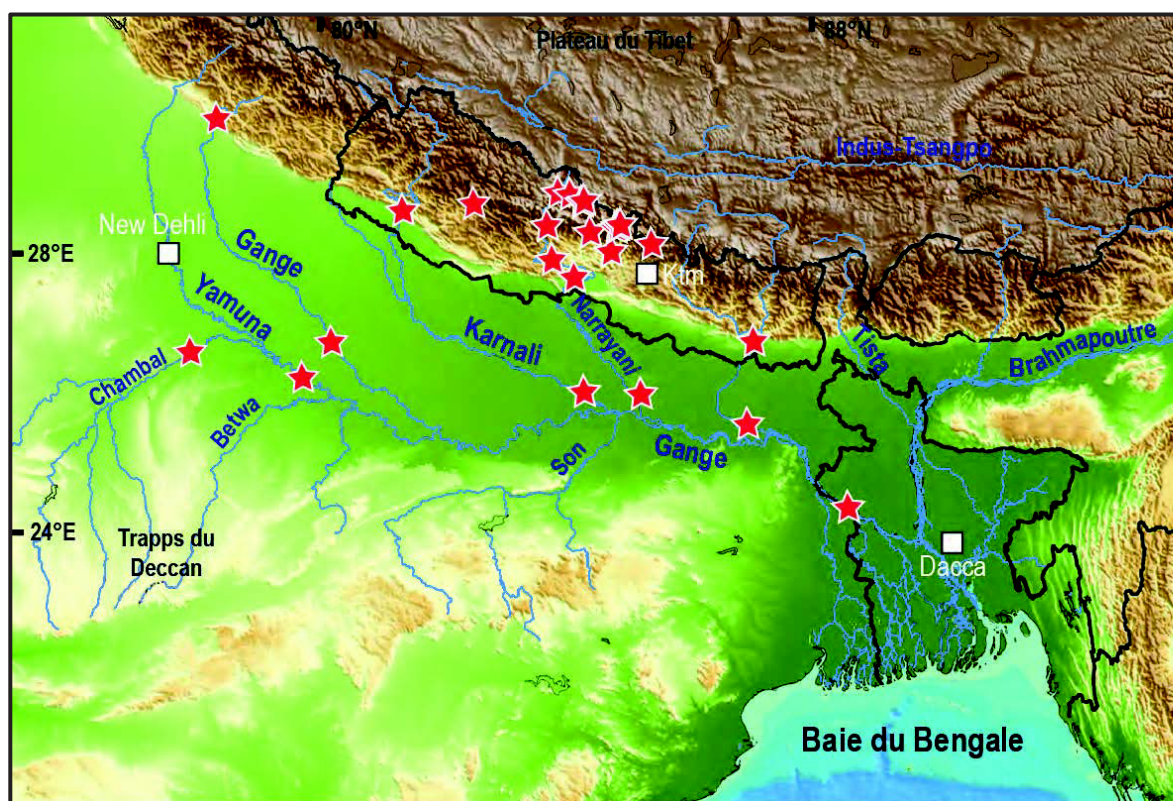 80°N
88°N
Plateau du Tibet
Indus-Tsangpo
New Dehli
28°E
Gange
Ktm
Yamuna
Narrayani
Karnali
Tista
Brahmapoutre
Chambal
Betwa
Gange
Son
24°E
Trapps du
Deccan
Dacca
Baie du Bengale